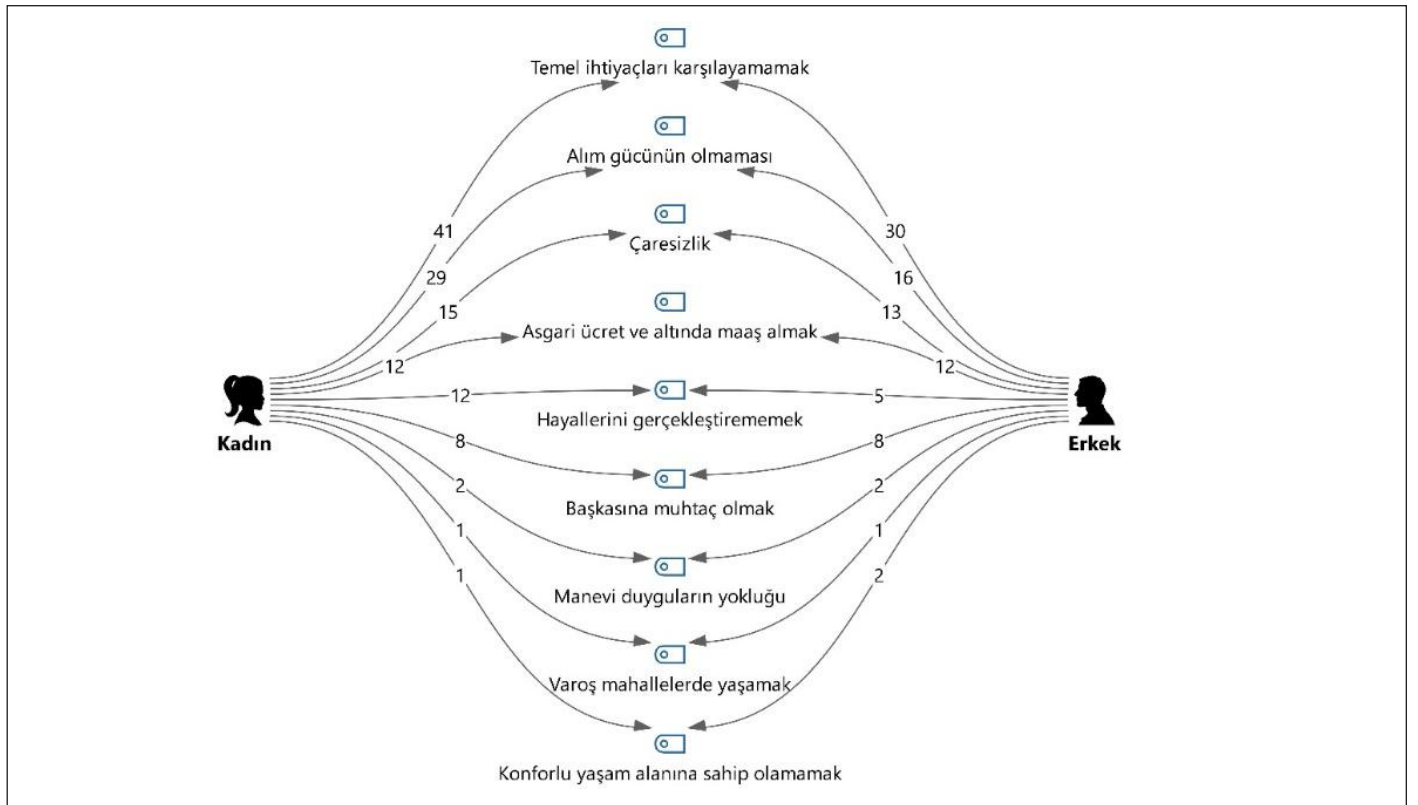 Temel ihtiyaçları karşılayamamak
Alım gücünün olmaması
41
30
Çaresizlik
29
16
15
13
Asgari ücret ve altında maaş almak
12
12
12
5
Hayallerini gerçekleştirememek
Kadın
Erkek
8
8
2
2
Başkasına muhtaç olmak
1
1
1
2
Manevi duyguların yokluğu
Varoş mahallelerde yaşamak
Konforlu yaşam alanına sahip olamamak